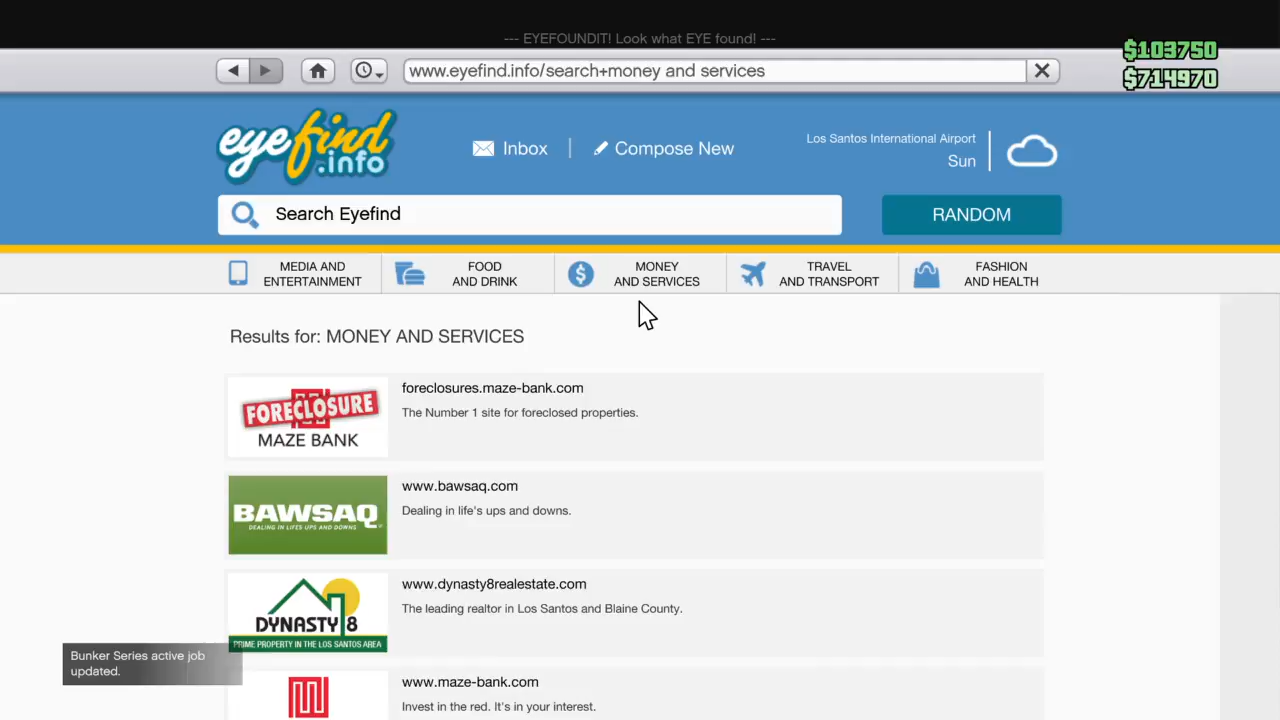 --- EYEFOUNDIT! Look what EYE found! ---
$103750
$714970
www.eyefind.info/search+money and services
eyefind
.info
Inbox
Compose New
Los Santos International Airport
Sun
Search Eyefind
RANDOM
MEDIA AND
ENTERTAINMENT
FOOD
AND DRINK
MONEY
AND SERVICES
TRAVEL
AND TRANSPORT
FASHION
AND HEALTH
Results for: MONEY AND SERVICES
FORECLOSURE
MAZE BANK
foreclosures.maze-bank.com
The Number 1 site for foreclosed properties.
BAWSAQ
DEALING IN LIFES UPS AND DOWNS
www.bawsaq.com
Dealing in life's ups and downs.
DYNASTY 8
PRIME PROPERTY IN THE LOS SANTOS AREA
www.dynasty8realestate.com
The leading realtor in Los Santos and Blaine County.
Bunker Series active job
updated.
www.maze-bank.com
Invest in the red. It's in your interest.